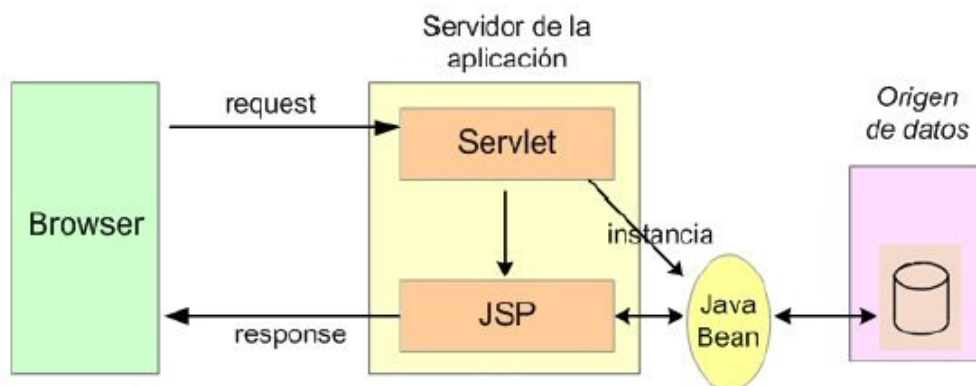 Servidor de la
aplicación
request
Origen
de datos
Servlet
Browser
instancia
JSP
Java
Bean
response